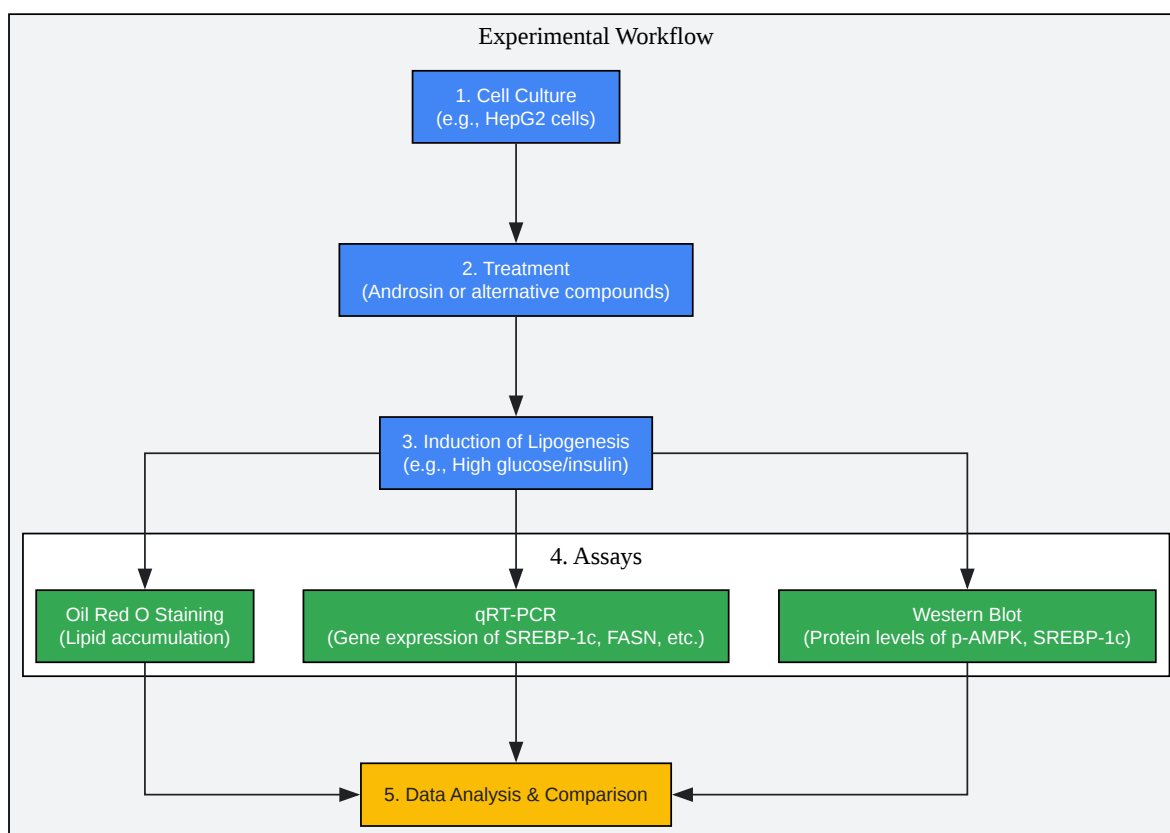 Experimental Workflow
1. Cell Culture
(e.g., HepG2 cells)
2. Treatment
(Androsin or alternative compounds)
3. Induction of Lipogenesis
(e.g., High glucose/insulin)
4. Assays
Oil Red O Staining
(Lipid accumulation)
qRT-PCR
(Gene expression of SREBP-1c, FASN, etc.)
Western Blot
(Protein levels of p-AMPK, SREBP-1c)
5. Data Analysis & Comparison